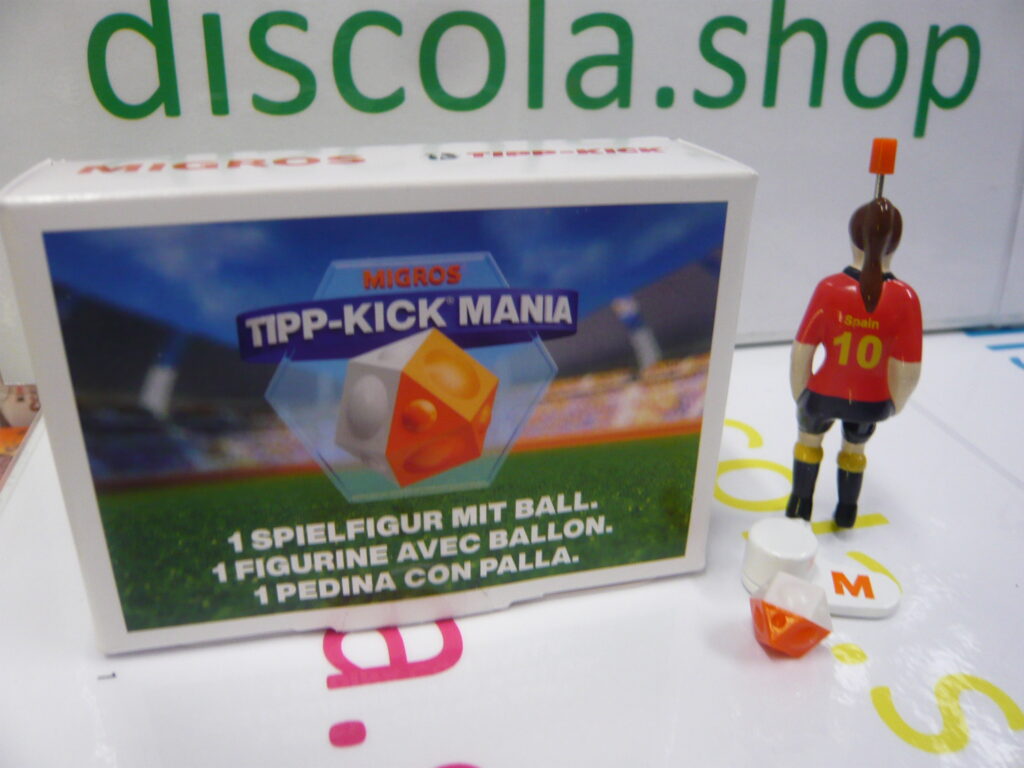 discola.shop
MIGROS TIPP-KICK
MIGROS
TIPP-KICK® MANIA
1 SPIELFIGUR MIT BALL.
1 FIGURINE AVEC BALLON.
1 PEDINA CON PALLA.
Spain
10
M
a.